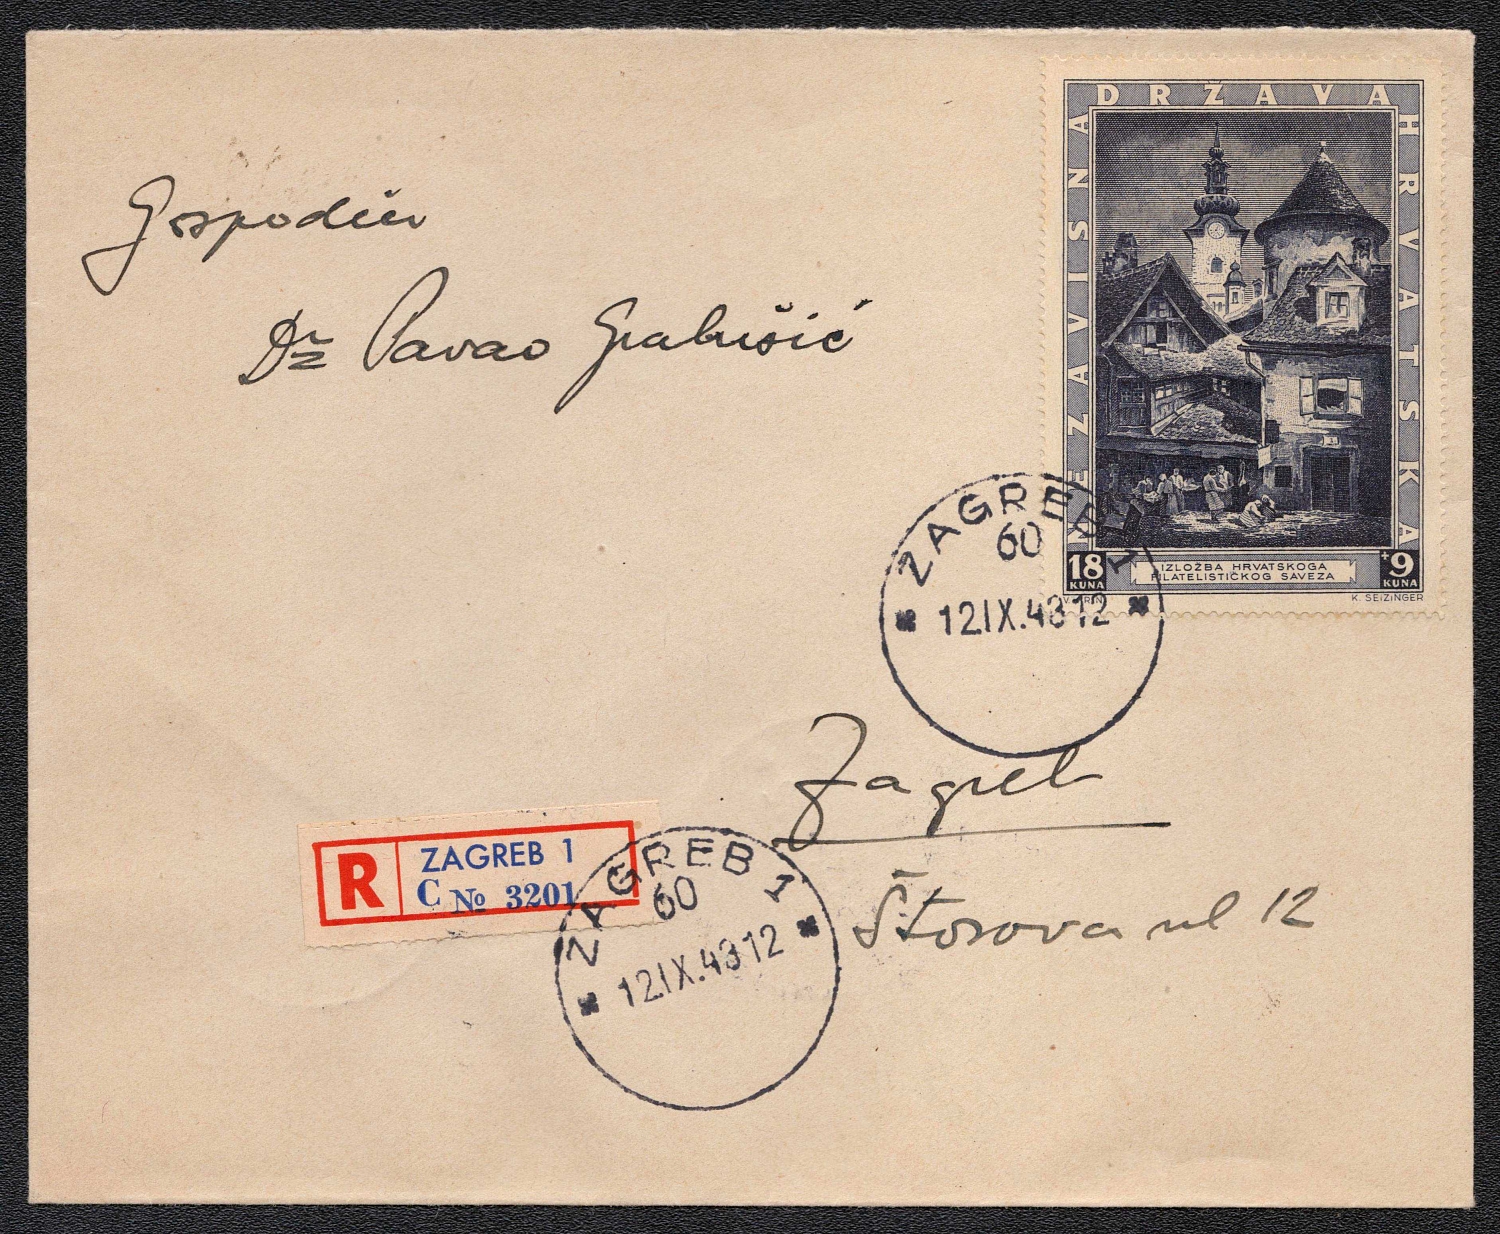 NEZAVISNA DRŽAVA HRVATSKA
Gospodin
Dr Pavao Grabušić
ZAGREB 1
60
12.IX.43 12
18
KUNA
IZLOŽBA HRVATSKOGA
FILATELISTIČKOG SAVEZA
+9
KUNA
K. SEIZINGER
Zagreb
R
ZAGREB 1
C № 3201
ZAGREB 1
60
12.IX.43 12
ul 12